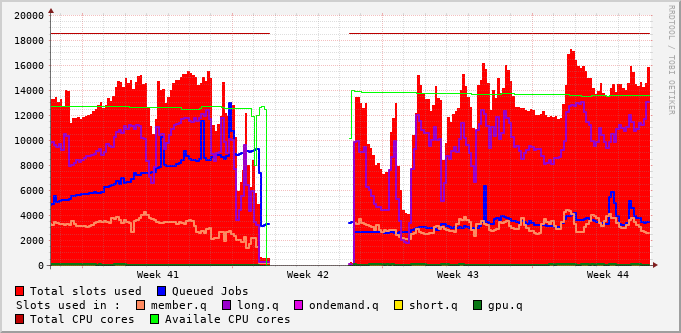 20000
18000
16000
14000
12000
10000
8000
6000
4000
2000
0
Week 41 Week 42 Week 43 Week 44
RRDTOOL / TOBI OETIKER
Total slots used Queued Jobs
Slots used in : member.q long.q ondemand.q short.q gpu.q
Total CPU cores Availale CPU cores